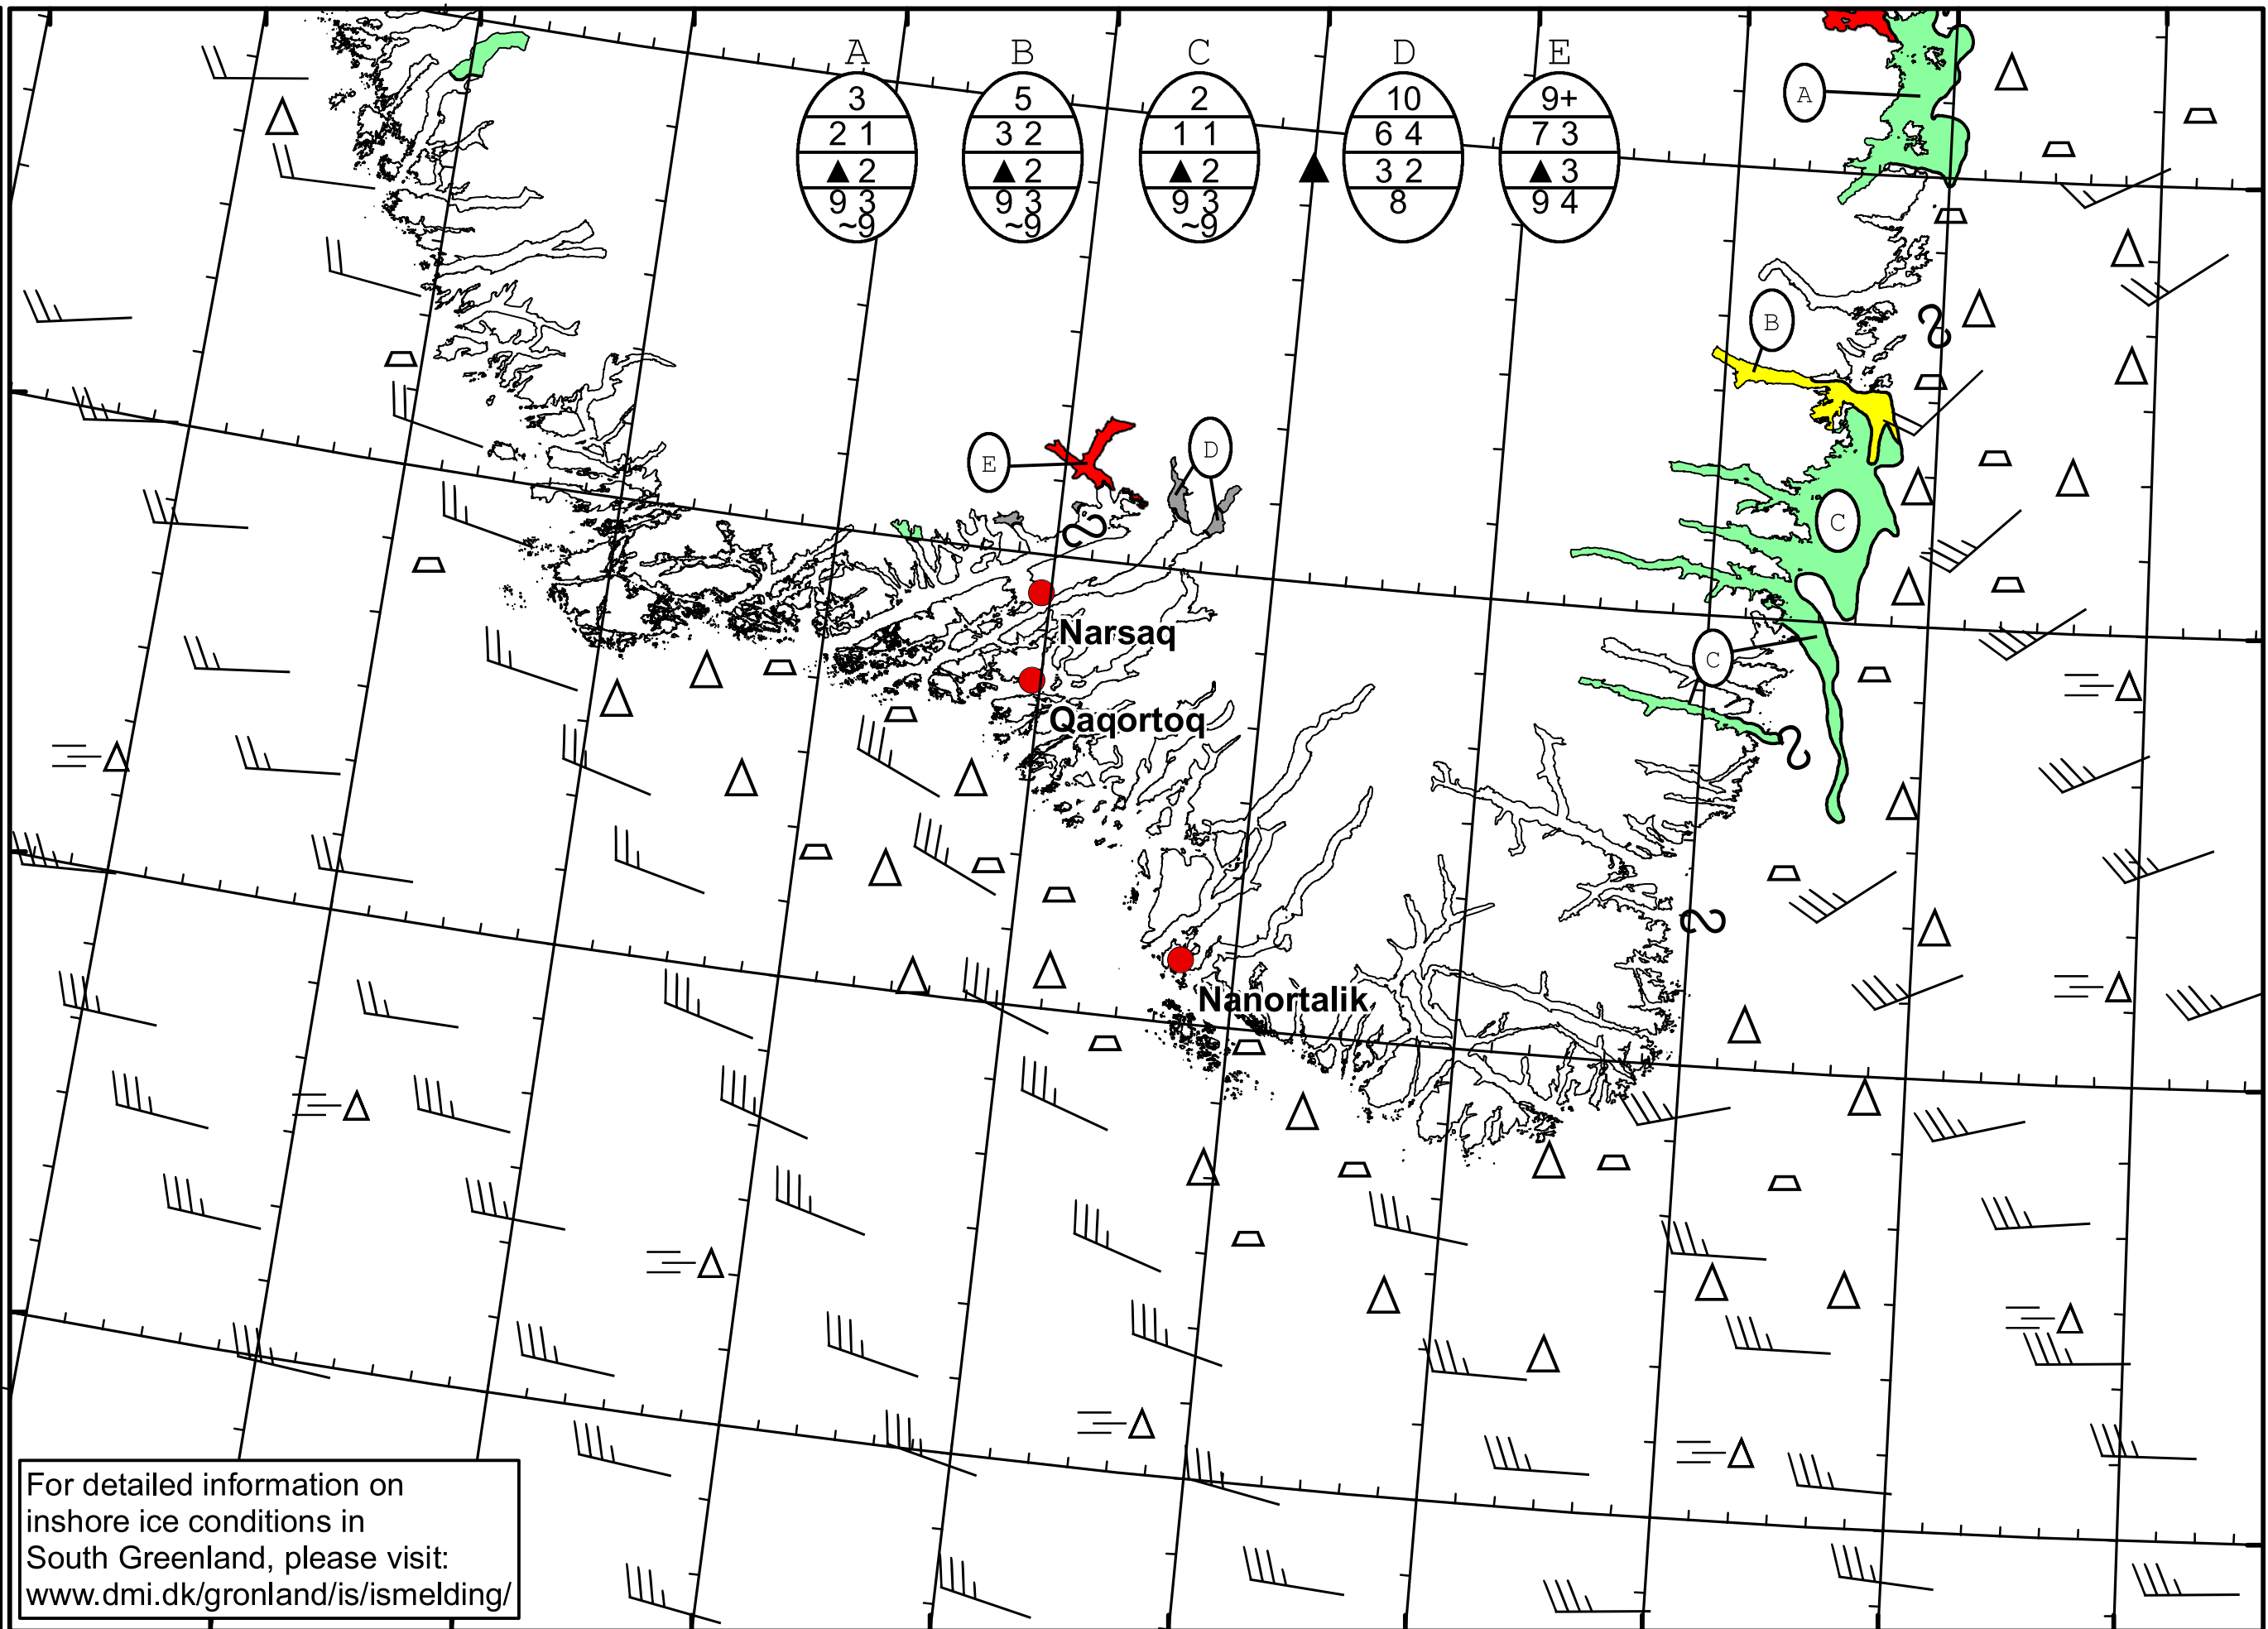 A B C D E
3 5 2 10 9+
2 1 3 2 1 1 6 4 7 3
▲ 2 ▲ 2 ▲ 2 ▲ 3 2 ▲ 3
9 3 9 3 9 3 8 9 4
~9 ~9 ~9
A
B
E
D
C
C
Narsaq
Qaqortoq
Nanortalik
For detailed information on
inshore ice conditions in
South Greenland, please visit:
www.dmi.dk/gronland/is/ismelding/